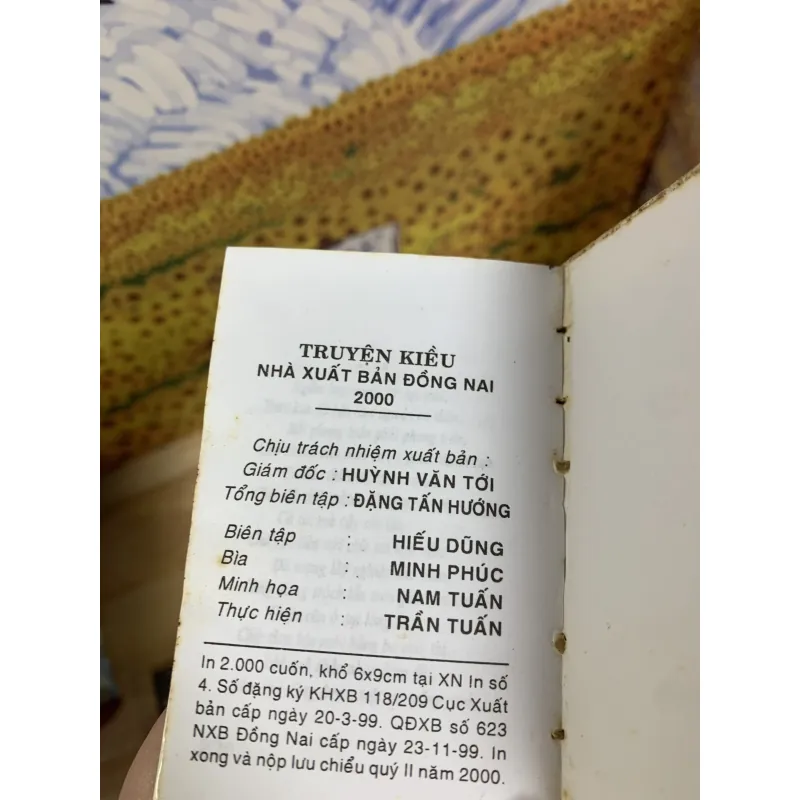 TRUYỆN KIỀU
NHÀ XUẤT BẢN ĐỒNG NAI
2000
Chịu trách nhiệm xuất bản :
Giám đốc : HUỲNH VĂN TỚI
Tổng biên tập : ĐẶNG TẤN HƯỚNG
Biên tập : HIẾU DŨNG
Bìa : MINH PHÚC
Minh họa : NAM TUẤN
Thực hiện : TRẦN TUẤN
In 2.000 cuốn, khổ 6x9cm tại XN In số
4. Số đặng ký KHXB 118/209 Cục Xuất
bản cấp ngày 20-3-99. QĐXB số 623
NXB Đồng Nai cấp ngày 23-11-99. In
xong và nộp lưu chiểu quý II năm 2000.